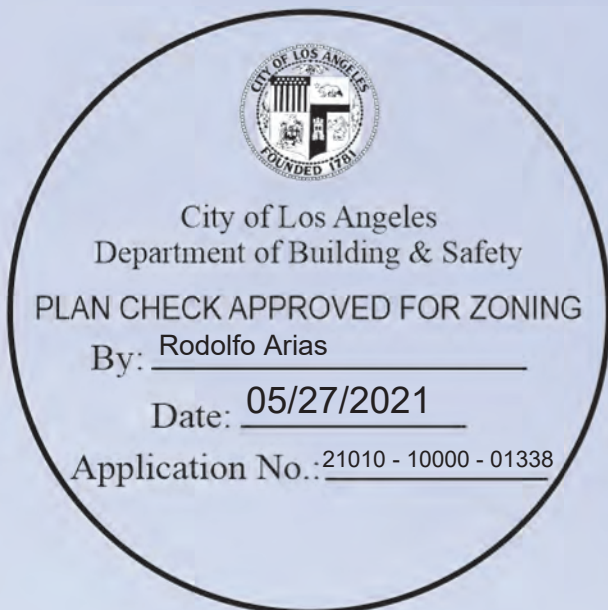 CITY OF LOS ANGELES
FOUNDED 1781
City of Los Angeles
Department of Building & Safety
PLAN CHECK APPROVED FOR ZONING
By: Rodolfo Arias
Date: 05/27/2021
Application No.: 21010 - 10000 - 01338